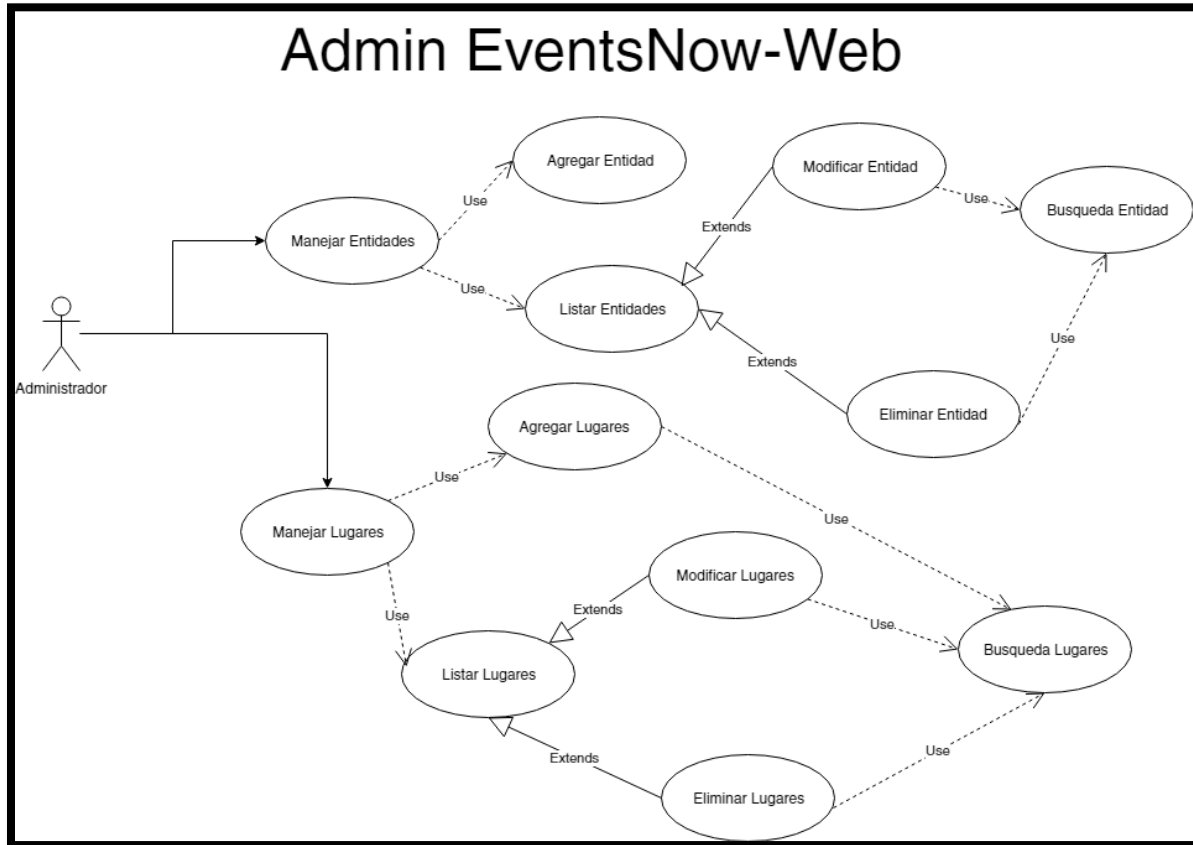 Admin EventsNow-Web
Agregar Entidad
Modificar Entidad
Busqueda Entidad
Use
Use
Manejar Entidades
Extends
Use
Listar Entidades
Use
Extends
Administrador
Eliminar Entidad
Agregar Lugares
Use
Use
Manejar Lugares
Modificar Lugares
Extends
Use
Use
Busqueda Lugares
Listar Lugares
Use
Extends
Eliminar Lugares